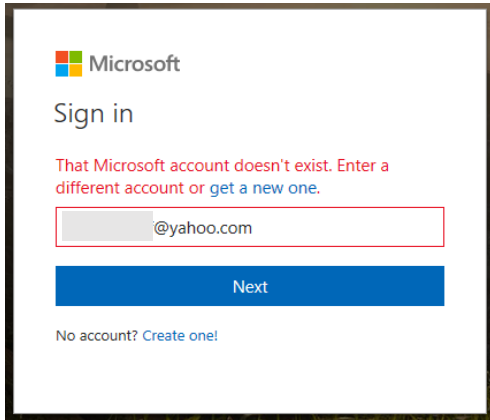 Microsoft
Sign in
That Microsoft account doesn't exist. Enter a
different account or get a new one.
@yahoo.com
Next
No account? Create one!